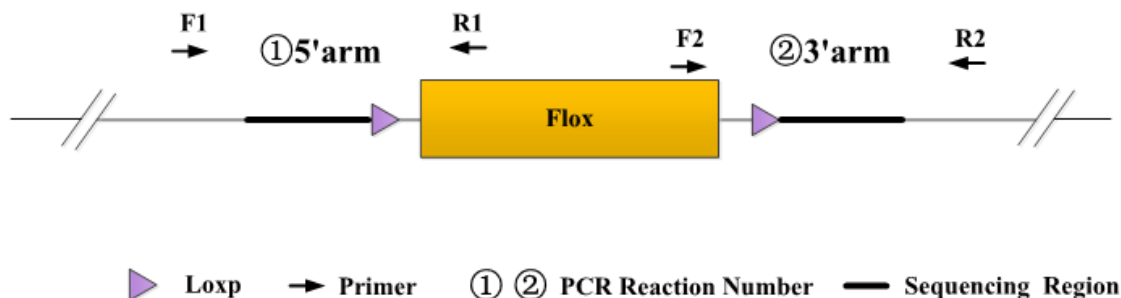 F1
①5'arm
R1
F2
②3'arm
R2
Flox
Loxp
Primer
① ② PCR Reaction Number
Sequencing Region